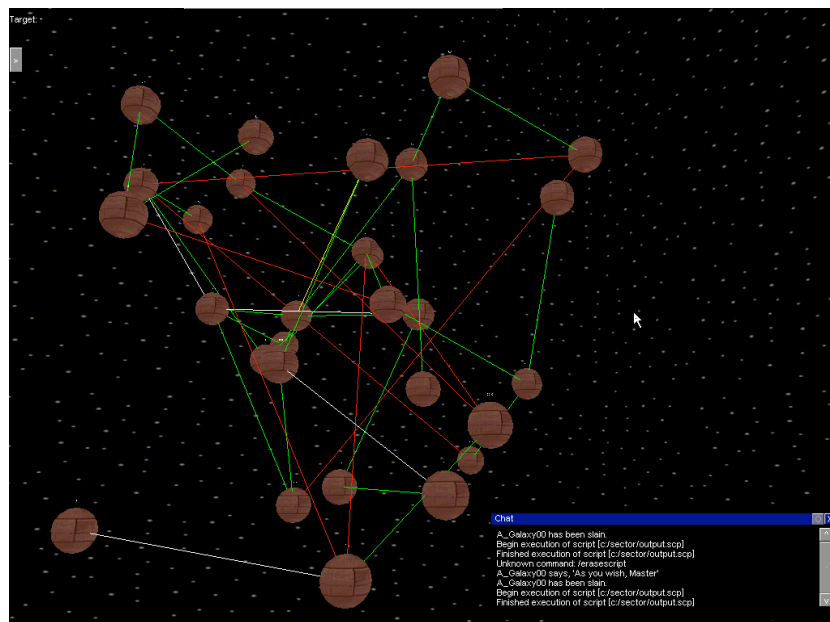 Target:
>
Chat
A_Galaxy00 has been slain.
Begin execution of script [c:/sector/output.scp]
Finished execution of script [c:/sector/output.scp]
Unknown command: /erasescript
A_Galaxy00 says, 'As you wish, Master'
A_Galaxy00 has been slain.
Begin execution of script [c:/sector/output.scp]
Finished execution of script [c:/sector/output.scp]